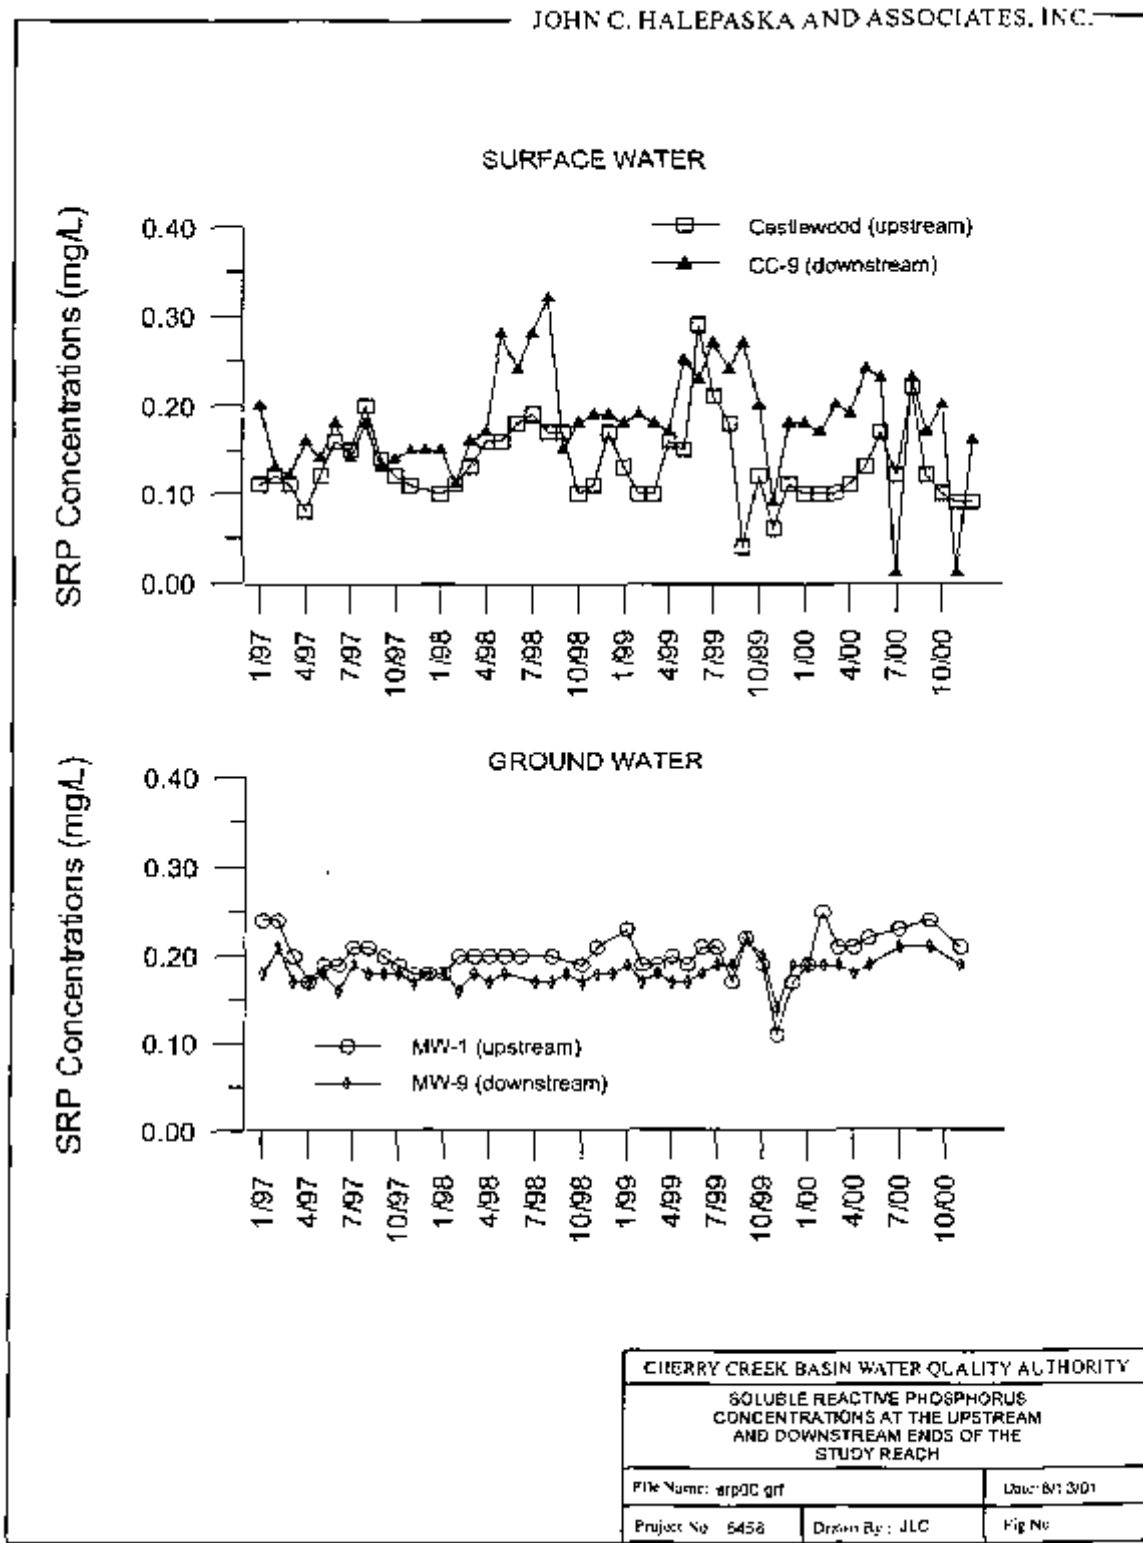 JOHN C. HALEPASKA AND ASSOCIATES, INC.
SURFACE WATER
SRP Concentrations (mg/L)
0.40
0.30
0.20
0.10
0.00
Castlewood (upstream)
CC-9 (downstream)
1/97 4/97 7/97 10/97 1/98 4/98 7/98 10/98 1/99 4/99 7/99 10/99 1/00 4/00 7/00 10/00
GROUND WATER
SRP Concentrations (mg/L)
0.40
0.30
0.20
0.10
0.00
MW-1 (upstream)
MW-9 (downstream)
1/97 4/97 7/97 10/97 1/98 4/98 7/98 10/98 1/99 4/99 7/99 10/99 1/00 4/00 7/00 10/00
CHERRY CREEK BASIN WATER QUALITY AUTHORITY
SOLUBLE REACTIVE PHOSPHORUS
CONCENTRATIONS AT THE UPSTREAM
AND DOWNSTREAM ENDS OF THE
STUDY REACH
File Name: srp00.grf Date:
Project No Drawn By: JLC Fig No